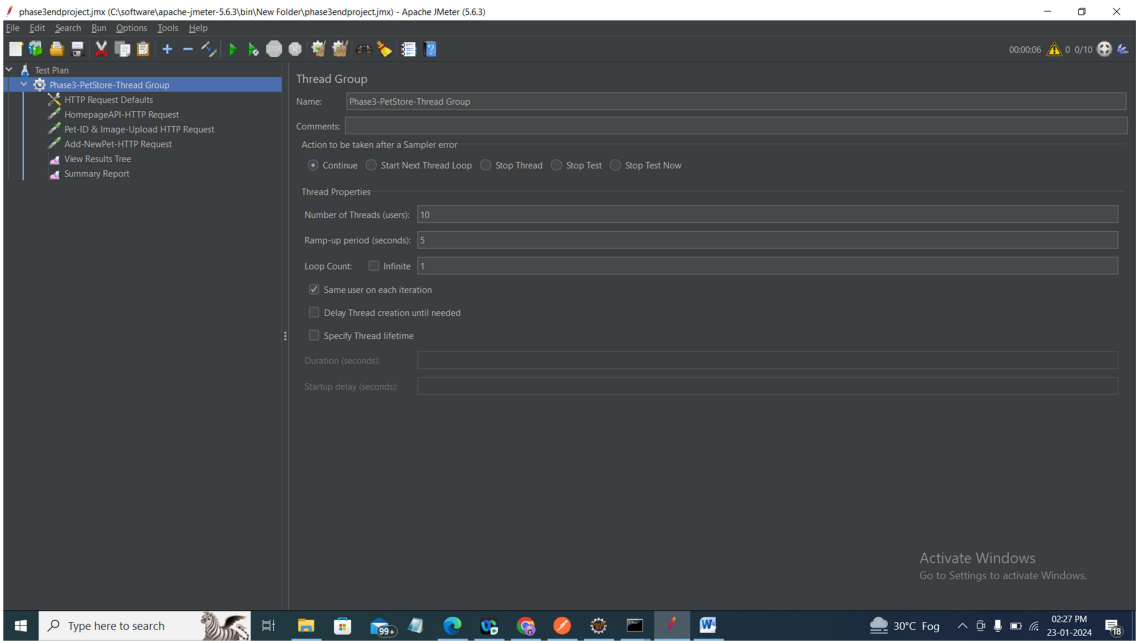 phase3endproject.jmx (C:\software\apache-jmeter-5.6.3\bin\New Folder\phase3endproject.jmx) - Apache JMeter (5.6.3)
File Edit Search Run Options Tools Help
00:00:06 0 0/10
Test Plan
Phase3-PetStore-Thread Group
HTTP Request Defaults
HomepageAPI-HTTP Request
Pet-ID & Image-Upload HTTP Request
Add-NewPet-HTTP Request
View Results Tree
Summary Report
Thread Group
Name: Phase3-PetStore-Thread Group
Comments:
Action to be taken after a Sampler error
Continue Start Next Thread Loop Stop Thread Stop Test Stop Test Now
Thread Properties
Number of Threads (users): 10
Ramp-up period (seconds): 5
Loop Count: Infinite 1
Same user on each iteration
Delay Thread creation until needed
Specify Thread lifetime
Duration (seconds):
Startup delay (seconds):
Activate Windows
Go to Settings to activate Windows.
Type here to search
99+
30°C Fog
02:27 PM
23-01-2024
18